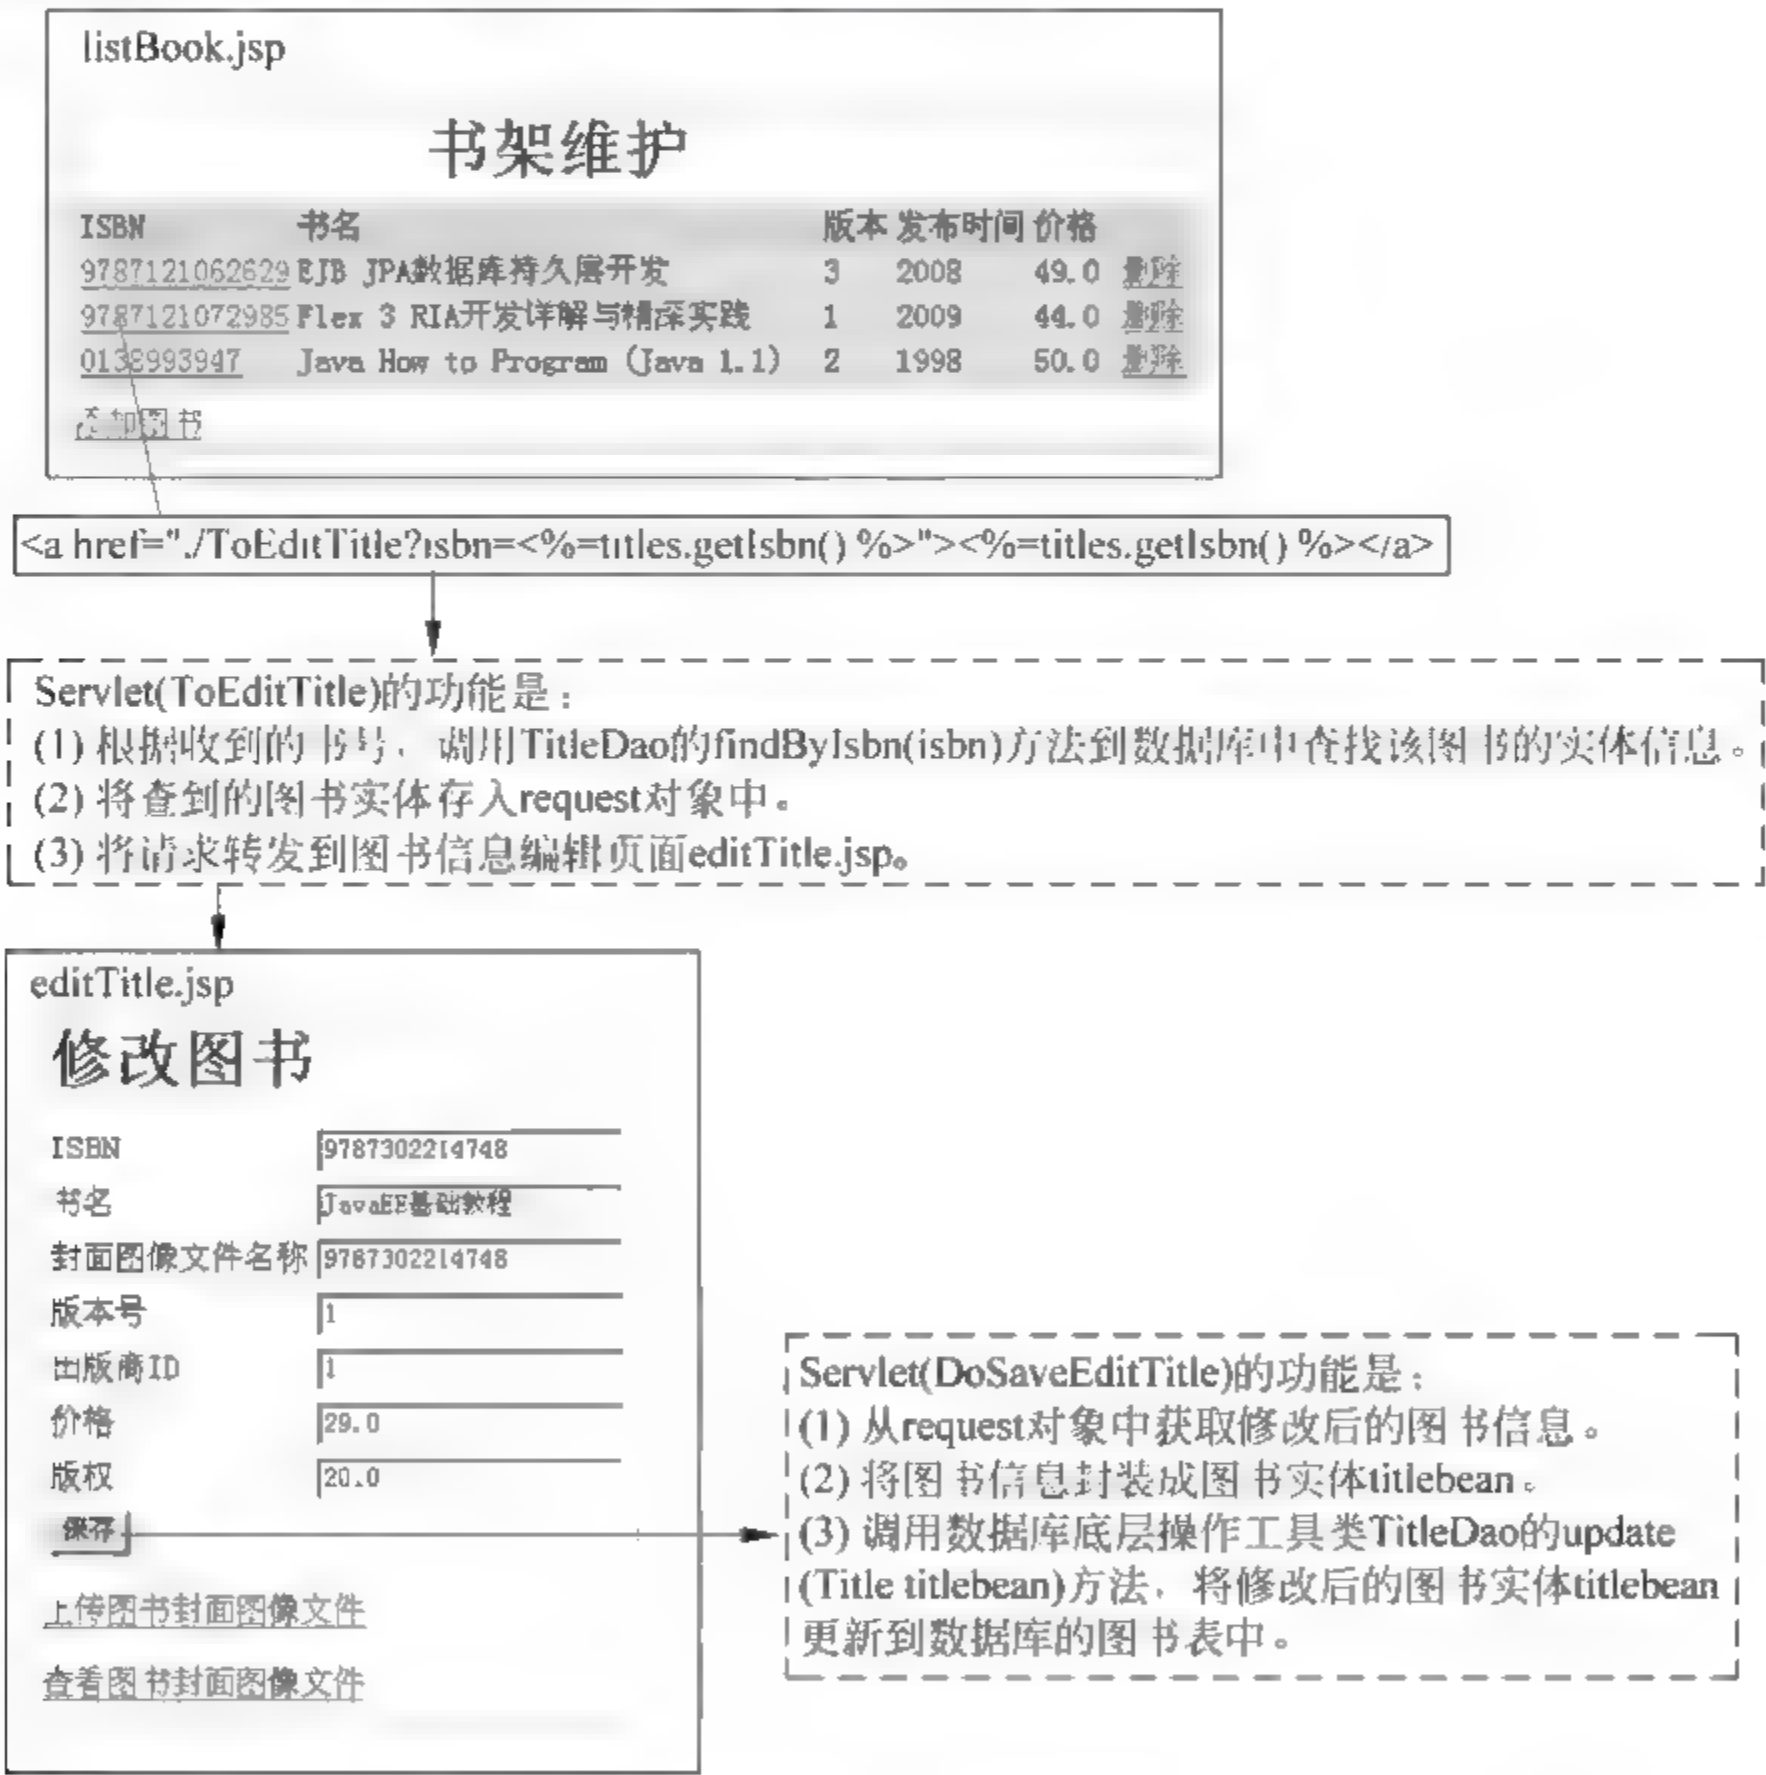 listBook.jsp
书架维护
ISBN 书名 版本 发布时间 价格
9787121062629 EJB JPA数据库持久层开发 3 2008 49.0 删除
9787121072985 Flex 3 RIA开发详解与精深实践 1 2009 44.0 删除
0138993947 Java How to Program (Java 1.1) 2 1998 50.0 删除
添加图书
<a href="./ToEditTitle?isbn=<%=titles.getIsbn() %>"><%=titles.getIsbn() %></a>
Servlet(ToEditTitle)的功能是：
(1) 根据收到的书号，调用TitleDao的findByIsbn(isbn)方法到数据库中查找该图书的实体信息。
(2) 将查到的图书实体存入request对象中。
(3) 将请求转发到图书信息编辑页面editTitle.jsp。
editTitle.jsp
修改图书
ISBN 9787302214748
书名 JavaEE基础教程
封面图像文件名称 9787302214748
版本号 1
出版商ID 1
价格 29.0
版权 20.0
保存
上传图书封面图像文件
查看图书封面图像文件
Servlet(DoSaveEditTitle)的功能是：
(1) 从request对象中获取修改后的图书信息。
(2) 将图书信息封装成图书实体titlebean。
(3) 调用数据库底层操作工具类TitleDao的update
(Title titlebean)方法，将修改后的图书实体titlebean
更新到数据库的图书表中。